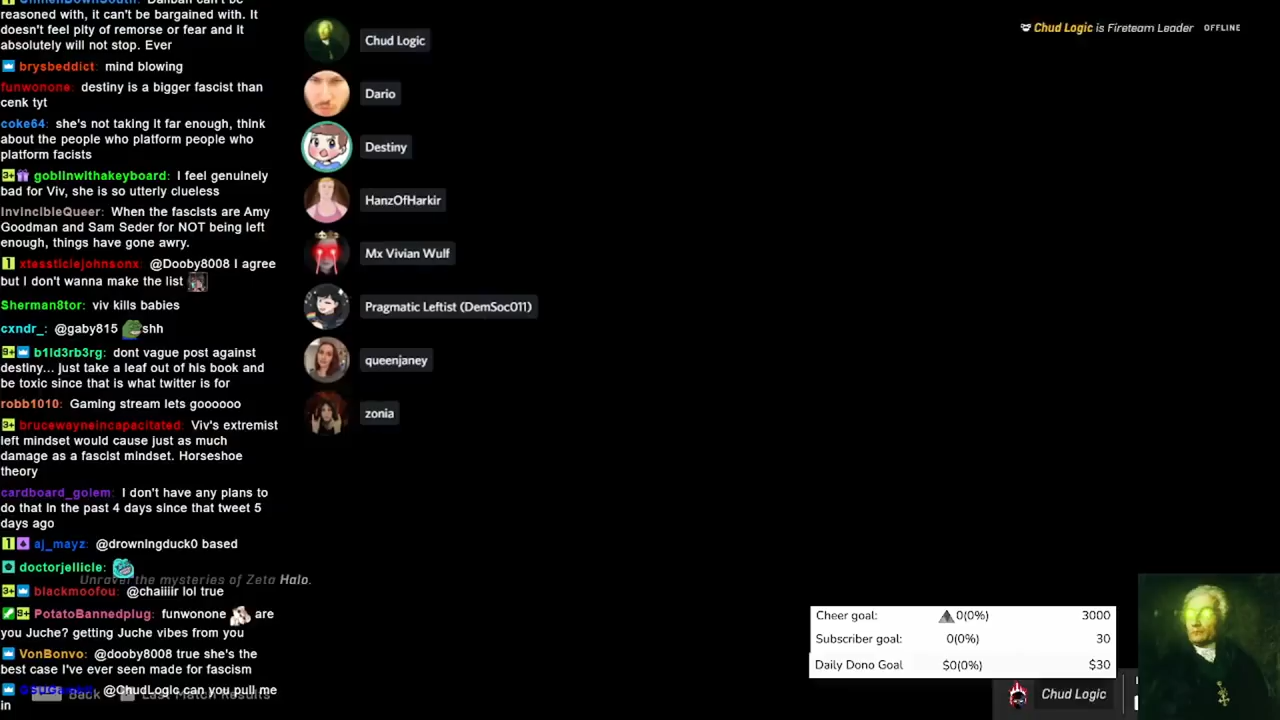 reasoned with, it can't be bargained with. It
doesn't feel pity of remorse or fear and it
absolutely will not stop. Ever
brysbeddict: mind blowing
funwonone: destiny is a bigger fascist than
cenk tyt
coke64: she's not taking it far enough, think
about the people who platform people who
platform facists
3+ goblinwithakeyboard: I feel genuinely
bad for Viv, she is so utterly clueless
InvincibleQueer: When the fascists are Amy
Goodman and Sam Seder for NOT being left
enough, things have gone awry.
1 xtessticlejohnsonx: @Dooby8008 I agree
but I don't wanna make the list
Sherman8tor: viv kills babies
cxndr_: @gaby815 shh
9+ b1ld3rb3rg: dont vague post against
destiny... just take a leaf out of his book and
be toxic since that is what twitter is for
robb1010: Gaming stream lets goooooo
3+ brucewayneincapacitated: Viv's extremist
left mindset would cause just as much
damage as a fascist mindset. Horseshoe
theory
cardboard_golem: I don't have any plans to
do that in the past 4 days since that tweet 5
days ago
1 aj_mayz: @drowningduck0 based
doctorjellicle:
Unravel the mysteries of Zeta Halo.
3+ blackmoofou: @chaiiiir lol true
9+ PotatoBannedplug: funwonone are
you Juche? getting Juche vibes from you
VonBonvo: @dooby8008 true she's the
best case I've ever seen made for fascism
@ChudLogic can you pull me
in
Back
Last Match Results
Chud Logic
Dario
Destiny
HanzOfHarkir
Mx Vivian Wulf
Pragmatic Leftist (DemSoc011)
queenjaney
zonia
Chud Logic is Fireteam Leader OFFLINE
Cheer goal: 0(0%) 3000
Subscriber goal: 0(0%) 30
Daily Dono Goal $0(0%) $30
Chud Logic